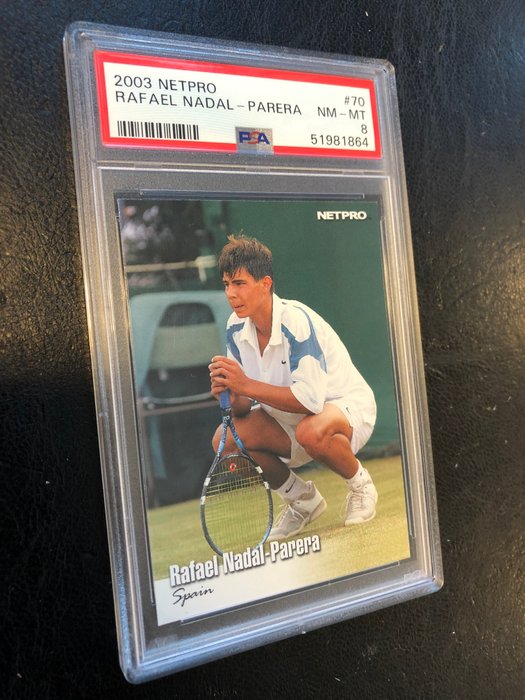 2003 NETPRO #70
RAFAEL NADAL-PARERA NM-MT
8
PSA 51981864
NETPRO
Rafael Nadal-Parera
Spain